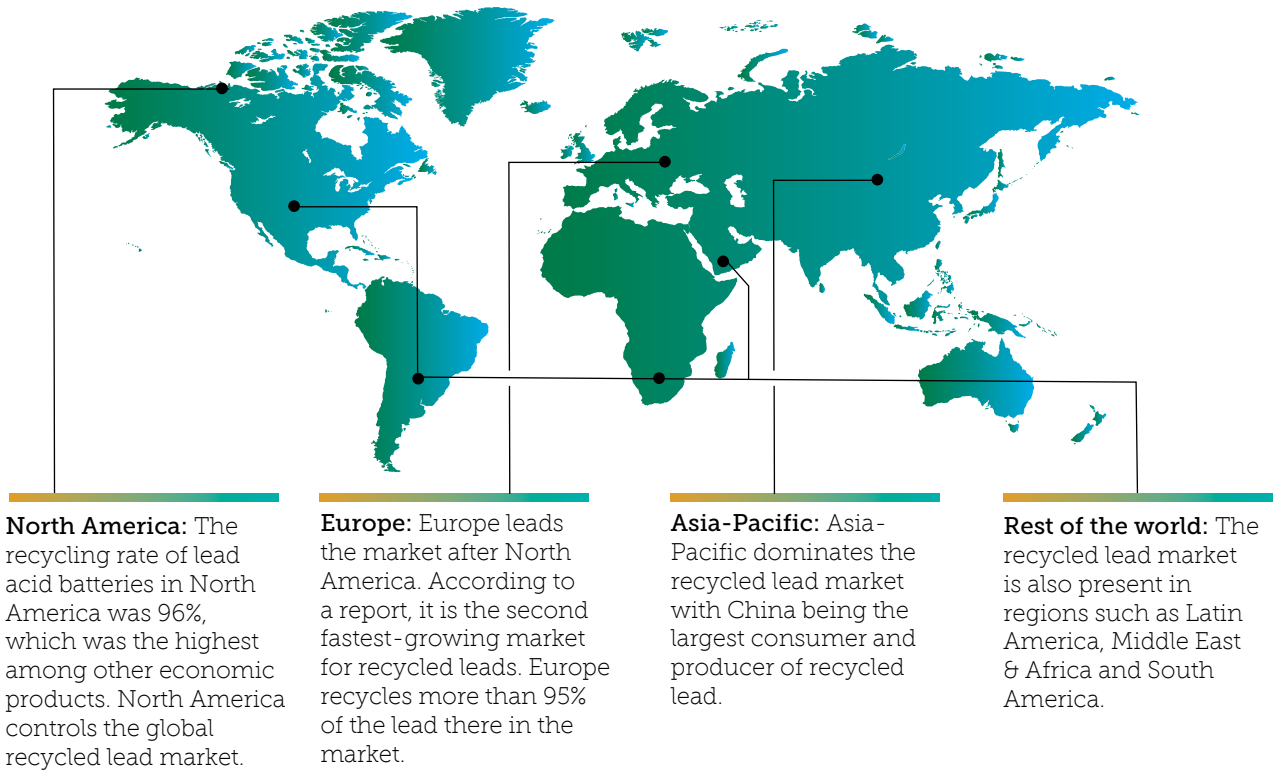 North America: The
recycling rate of lead
acid batteries in North
America was 96%,
which was the highest
among other economic
products. North America
controls the global
recycled lead market.
Europe: Europe leads
the market after North
America. According to
a report, it is the second
fastest-growing market
for recycled leads. Europe
recycles more than 95%
of the lead there in the
market.
Asia-Pacific: Asia-
Pacific dominates the
recycled lead market
with China being the
largest consumer and
producer of recycled
lead.
Rest of the world: The
recycled lead market
is also present in
regions such as Latin
America, Middle East
& Africa and South
America.